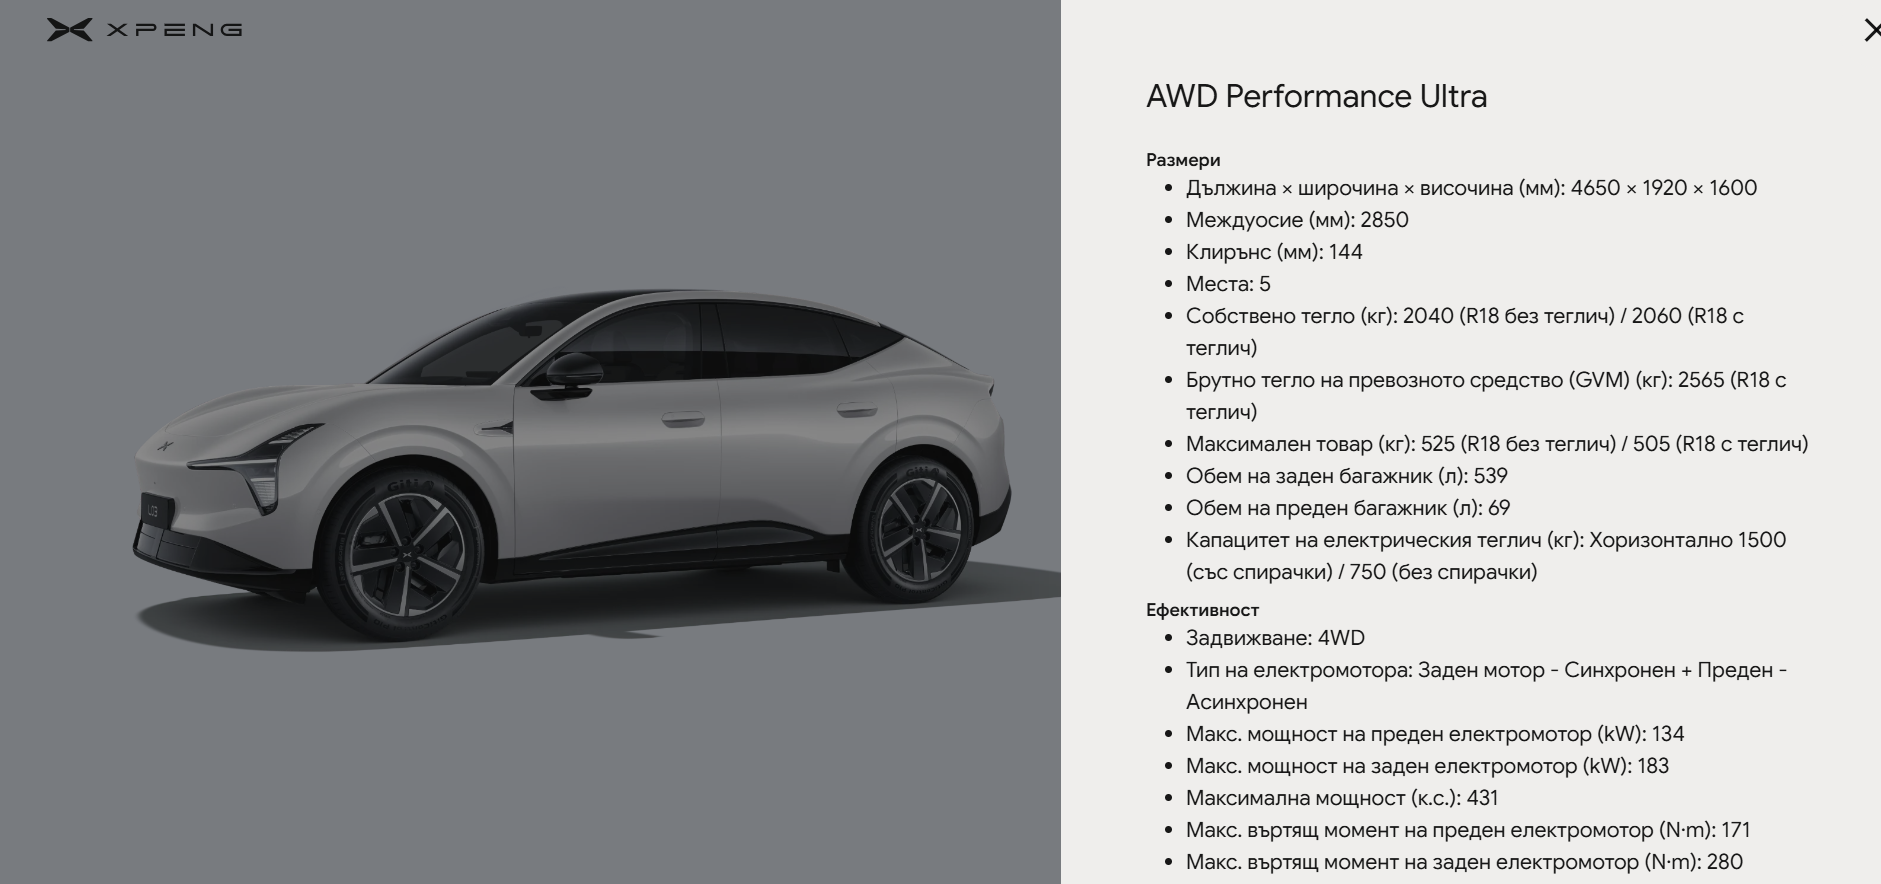 XPENG
AWD Performance Ultra
Размери
Дължина × широчина × височина (мм): 4650 × 1920 × 1600
Междуосие (мм): 2850
Клирънс (мм): 144
Места: 5
Собствено тегло (кг): 2040 (R18 без теглич) / 2060 (R18 с
теглич)
Брутно тегло на превозното средство (GVM) (кг): 2565 (R18 с
теглич)
Максимален товар (кг): 525 (R18 без теглич) / 505 (R18 с теглич)
Обем на заден багажник (л): 539
Обем на преден багажник (л): 69
Капацитет на електрическия теглич (кг): Хоризонтално 1500
(със спирачки) / 750 (без спирачки)
Ефективност
Задвижване: 4WD
Тип на електромотора: Заден мотор - Синхронен + Преден -
Асинхронен
Макс. мощност на преден електромотор (kW): 134
Макс. мощност на заден електромотор (kW): 183
Максимална мощност (к.с.): 431
Макс. въртящ момент на преден електромотор (N·m): 171
Макс. въртящ момент на заден електромотор (N·m): 280